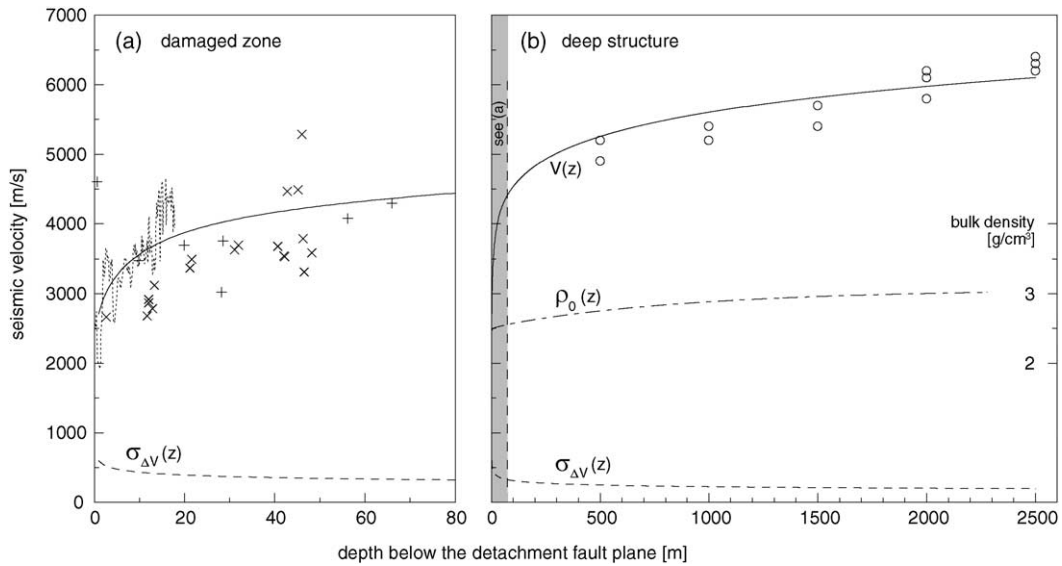 7000
6000
5000
4000
3000
2000
1000
0
seismic velocity [m/s]
(a) damaged zone
σΔV(z)
0 20 40 60 80
(b) deep structure
see (a)
V(z)
bulk density
[g/cm³]
ρ0(z)
3
2
σΔV(z)
0 500 1000 1500 2000 2500
depth below the detachment fault plane [m]